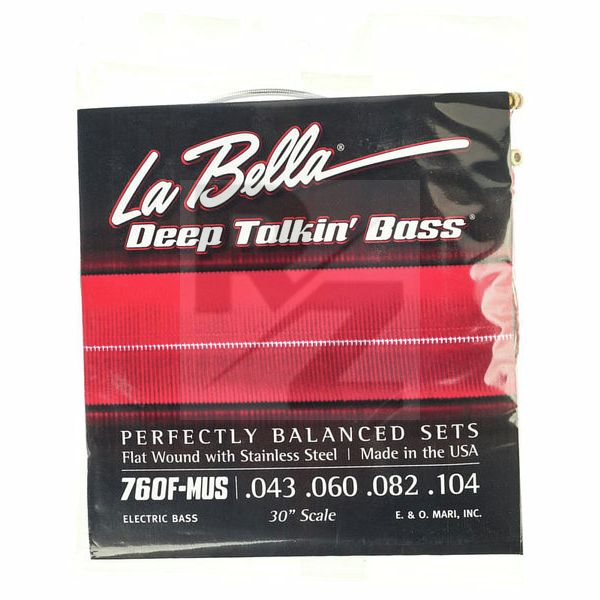 La Bella®
Deep Talkin' Bass®
PERFECTLY BALANCED SETS
Flat Wound with Stainless Steel | Made in the USA
760F-MUS | .043 .060 .082 .104
ELECTRIC BASS 30" Scale E. & O. MARI, INC.